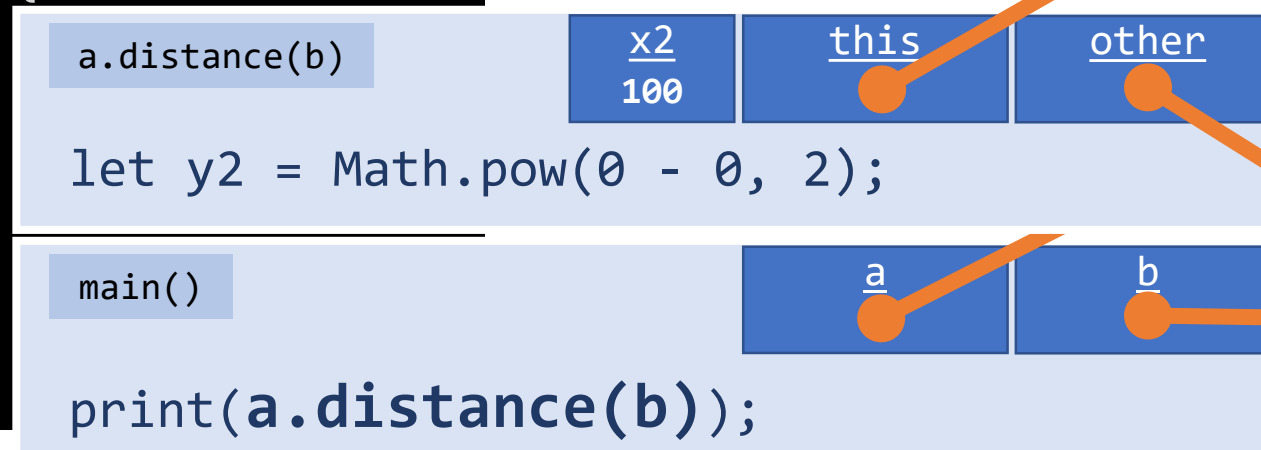 a.distance(b)
x2 this other
100
let y2 = Math.pow(0 - 0, 2);
main()
a b
print(a.distance(b));